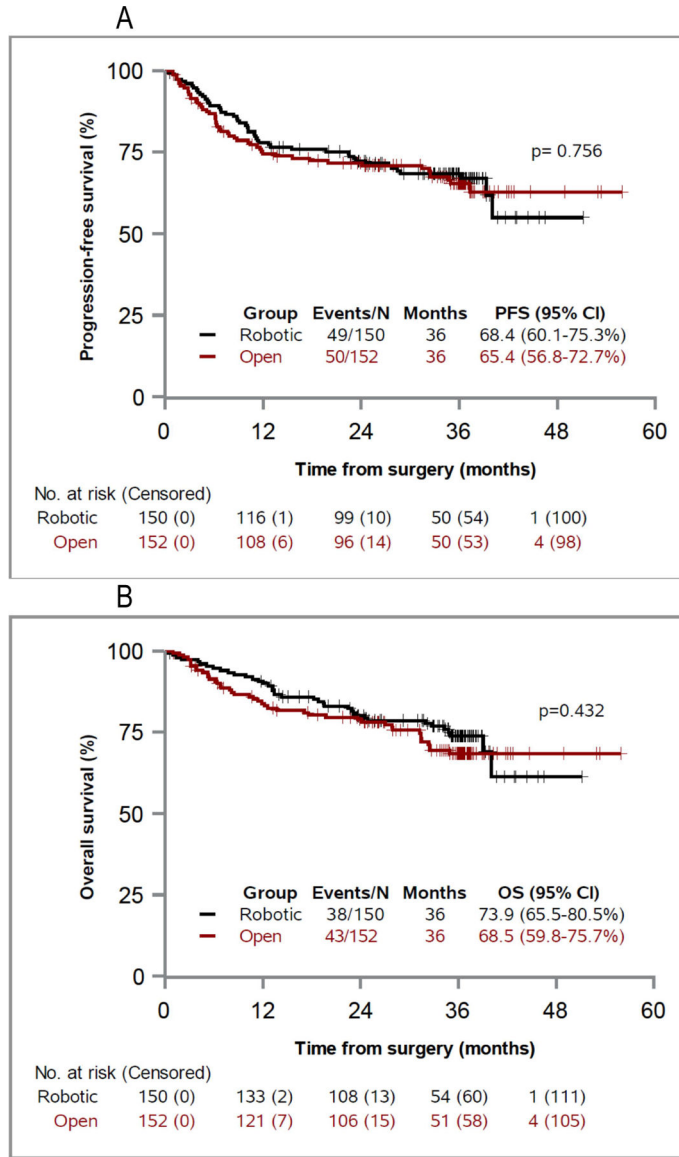 A
100
75
50
25
0
Progression-free survival (%)
p= 0.756
Group Events/N Months PFS (95% CI)
Robotic 49/150 36 68.4 (60.1-75.3%)
Open 50/152 36 65.4 (56.8-72.7%)
0 12 24 36 48 60
Time from surgery (months)
No. at risk (Censored)
Robotic 150 (0) 116 (1) 99 (10) 50 (54) 1 (100)
Open 152 (0) 108 (6) 96 (14) 50 (53) 4 (98)
B
100
75
50
25
0
Overall survival (%)
p=0.432
Group Events/N Months OS (95% CI)
Robotic 38/150 36 73.9 (65.5-80.5%)
Open 43/152 36 68.5 (59.8-75.7%)
0 12 24 36 48 60
Time from surgery (months)
No. at risk (Censored)
Robotic 150 (0) 133 (2) 108 (13) 54 (60) 1 (111)
Open 152 (0) 121 (7) 106 (15) 51 (58) 4 (105)